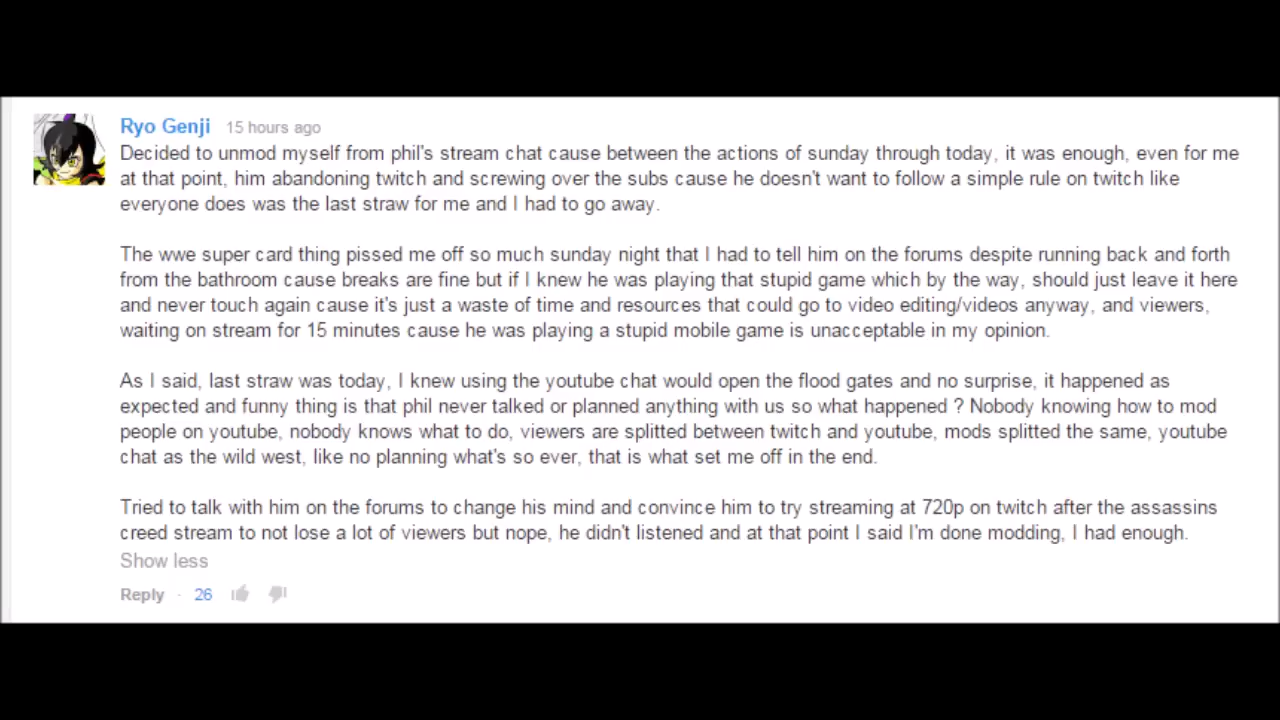 Ryo Genji 15 hours ago
Decided to unmod myself from phil's stream chat cause between the actions of sunday through today, it was enough, even for me
at that point, him abandoning twitch and screwing over the subs cause he doesn't want to follow a simple rule on twitch like
everyone does was the last straw for me and I had to go away.
The wwe super card thing pissed me off so much sunday night that I had to tell him on the forums despite running back and forth
from the bathroom cause breaks are fine but if I knew he was playing that stupid game which by the way, should just leave it here
and never touch again cause it's just a waste of time and resources that could go to video editing/videos anyway, and viewers,
waiting on stream for 15 minutes cause he was playing a stupid mobile game is unacceptable in my opinion.
As I said, last straw was today, I knew using the youtube chat would open the flood gates and no surprise, it happened as
expected and funny thing is that phil never talked or planned anything with us so what happened ? Nobody knowing how to mod
people on youtube, nobody knows what to do, viewers are splitted between twitch and youtube, mods splitted the same, youtube
chat as the wild west, like no planning what's so ever, that is what set me off in the end.
Tried to talk with him on the forums to change his mind and convince him to try streaming at 720p on twitch after the assassins
creed stream to not lose a lot of viewers but nope, he didn't listened and at that point I said I'm done modding, I had enough.
Show less
Reply · 26